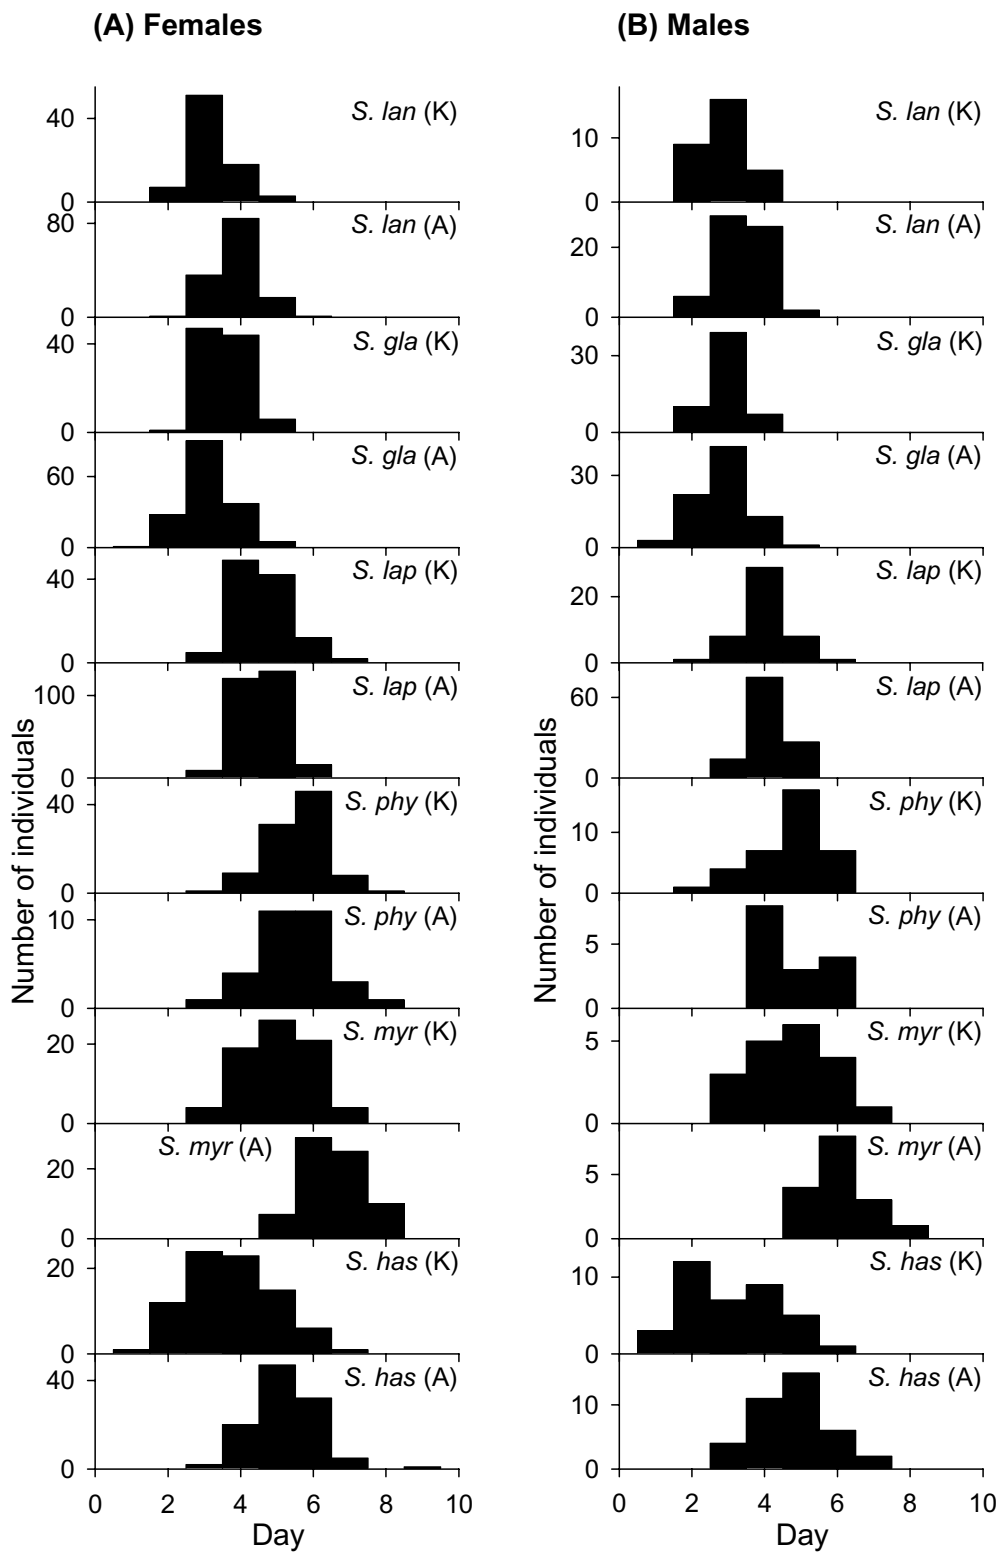 (A) Females
(B) Males
Number of individuals
40
0
S. lan (K)
80
0
S. lan (A)
40
0
S. gla (K)
60
0
S. gla (A)
40
0
S. lap (K)
100
0
S. lap (A)
40
0
S. phy (K)
10
0
S. phy (A)
20
0
S. myr (K)
20
0
S. myr (A)
20
0
S. has (K)
40
0
S. has (A)
0 2 4 6 8 10
Day
Number of individuals
10
0
S. lan (K)
20
0
S. lan (A)
30
0
S. gla (K)
30
0
S. gla (A)
20
0
S. lap (K)
60
0
S. lap (A)
10
0
S. phy (K)
5
0
S. phy (A)
5
0
S. myr (K)
5
0
S. myr (A)
10
0
S. has (K)
10
0
S. has (A)
0 2 4 6 8 10
Day